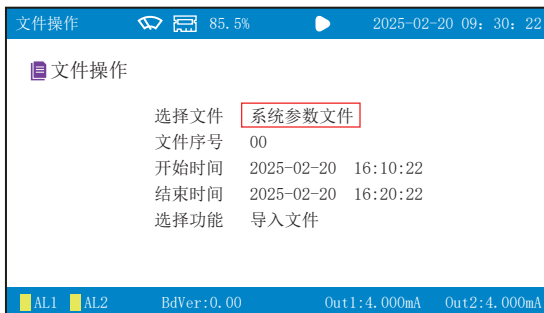 文件操作 85.5% 2025-02-20 09: 30: 22
文件操作
选择文件 系统参数文件
文件序号 00
开始时间 2025-02-20 16:10:22
结束时间 2025-02-20 16:20:22
选择功能 导入文件
AL1 AL2 BdVer:0.00 Out1:4.000mA Out2:4.000mA